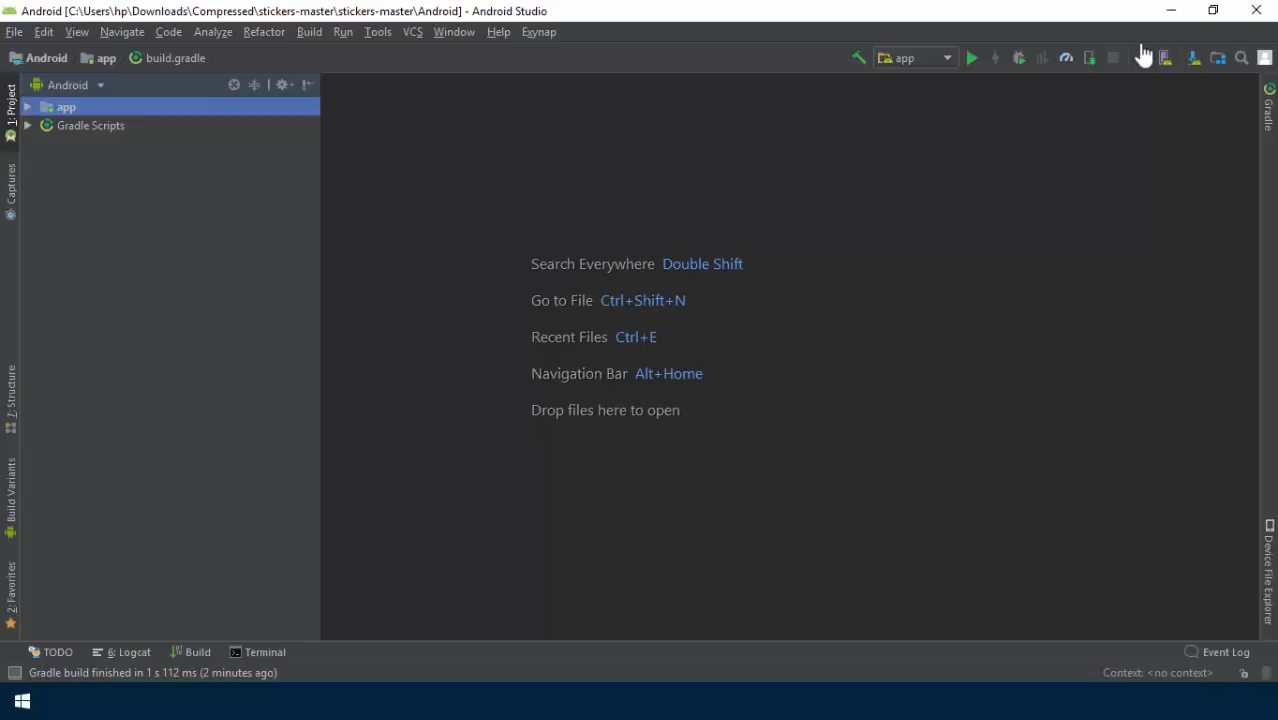 Android [C:\Users\hp\Downloads\Compressed\stickers-master\stickers-master\Android] - Android Studio
File Edit View Navigate Code Analyze Refactor Build Run Tools VCS Window Help Exynap
Android app build.gradle app
Android
1: Project
app
Gradle Scripts
Captures
7: Structure
Build Variants
2: Favorites
Search Everywhere Double Shift
Go to File Ctrl+Shift+N
Recent Files Ctrl+E
Navigation Bar Alt+Home
Drop files here to open
Gradle
Device File Explorer
TODO 6: Logcat Build Terminal Event Log
Gradle build finished in 1 s 112 ms (2 minutes ago) Context: <no context>